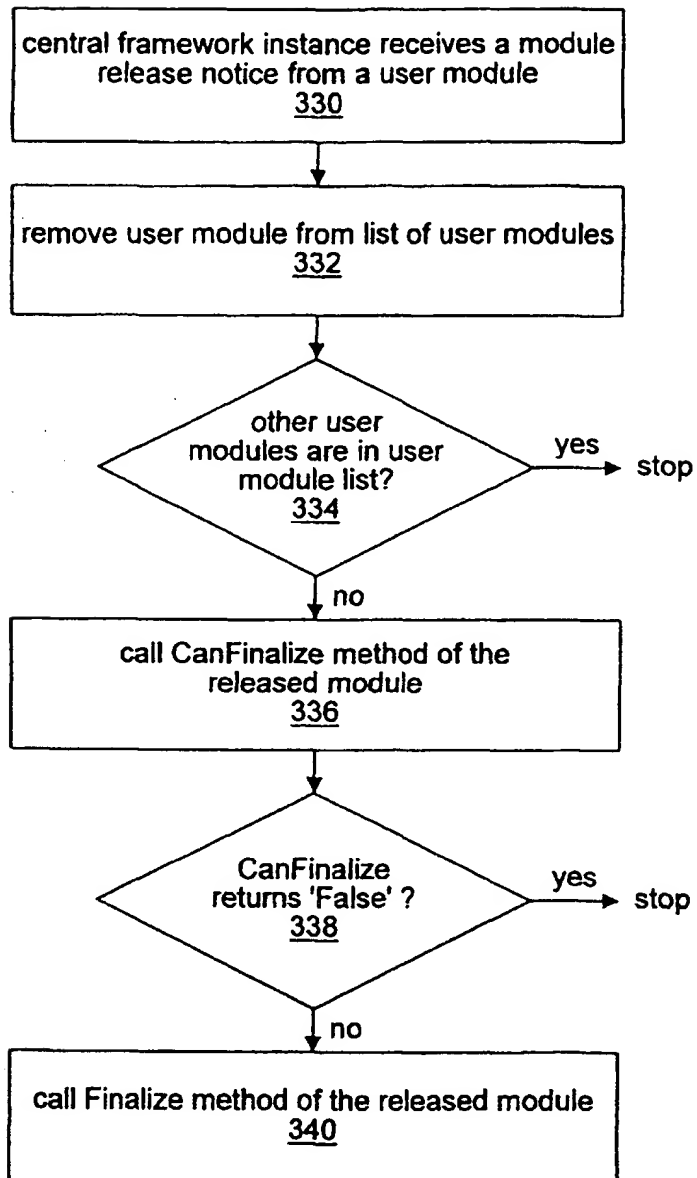 central framework instance receives a module
release notice from a user module
330
remove user module from list of user modules
332
other user
modules are in user
module list?
334
yes
stop
no
call CanFinalize method of the
released module
336
CanFinalize
returns 'False' ?
338
yes
stop
no
call Finalize method of the released module
340